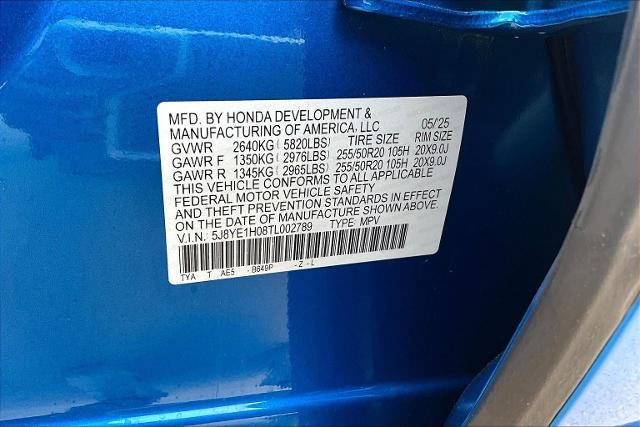 MFD. BY HONDA DEVELOPMENT &
MANUFACTURING OF AMERICA, LLC 05/25
GVWR 2640KG( 5820LBS) TIRE SIZE RIM SIZE
GAWR F 1350KG( 2976LBS) 255/50R20 105H 20X9.0J
GAWR R 1345KG( 2965LBS) 255/50R20 105H 20X9.0J
THIS VEHICLE CONFORMS TO ALL APPLICABLE
FEDERAL MOTOR VEHICLE SAFETY
AND THEFT PREVENTION STANDARDS IN EFFECT
ON THE DATE OF MANUFACTURE SHOWN ABOVE.
V.I.N.: 5J8YE1H08TL002789 TYPE: MPV
TYA T AE5 -B640P -Z -L